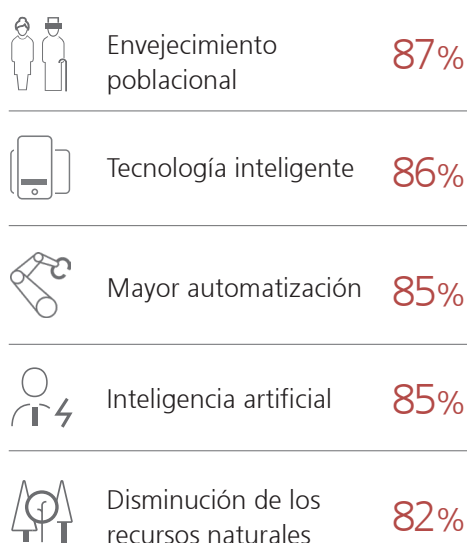 Envejecimiento
poblacional
87%
Tecnología inteligente
86%
Mayor automatización
85%
Inteligencia artificial
85%
Disminución de los
recursos naturales
82%